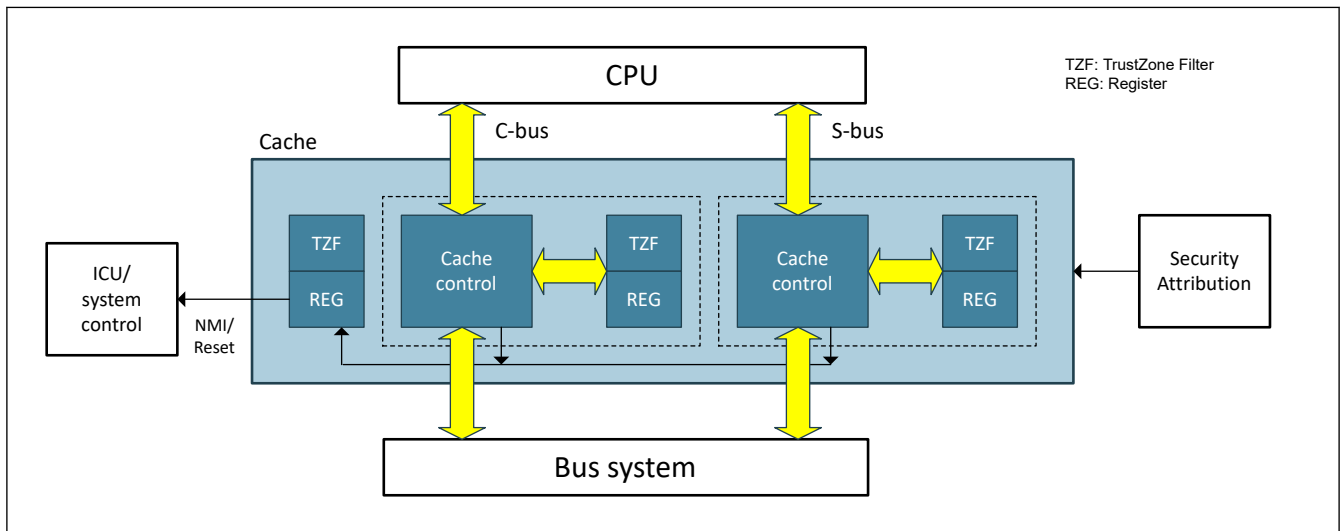 CPU
TZF: TrustZone Filter
REG: Register
C-bus
S-bus
Cache
TZF
REG
Cache
control
TZF
REG
Cache
control
TZF
REG
ICU/
system
control
NMI/
Reset
Security
Attribution
Bus system